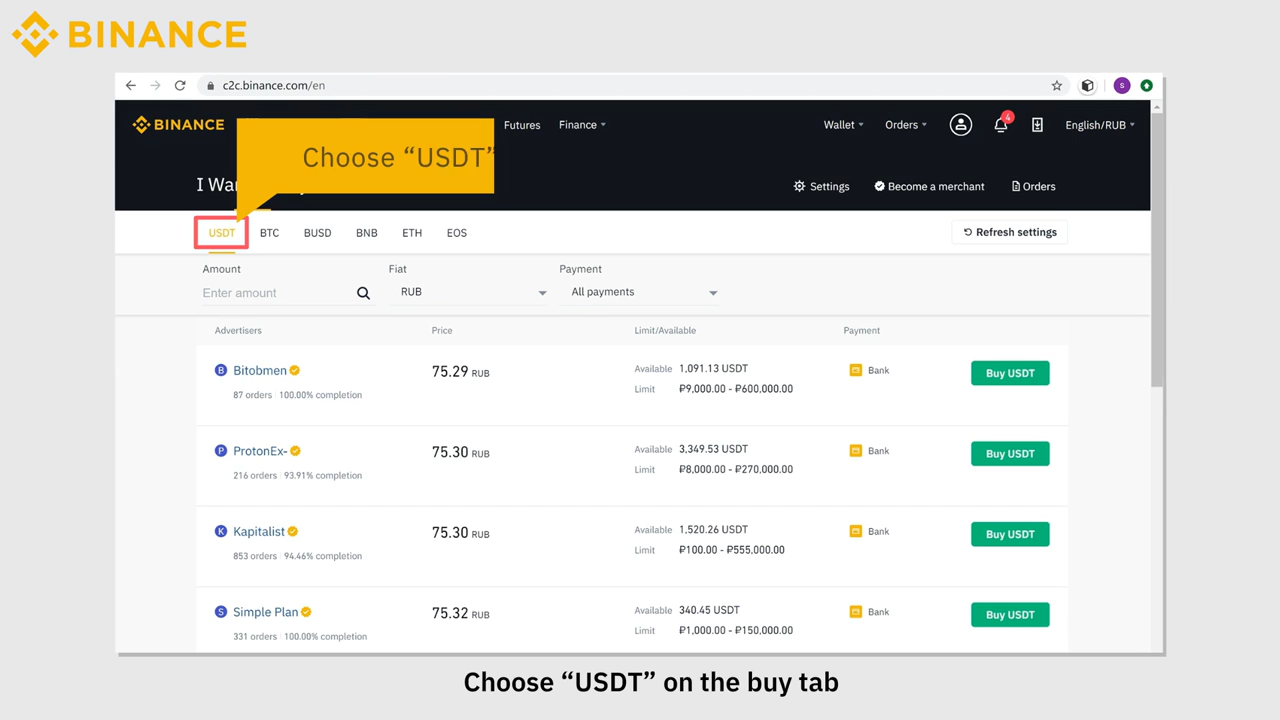 BINANCE
c2c.binance.com/en
S
BINANCE
Futures
Finance
Wallet
Orders
4
English/RUB
Choose “USDT”
I Wa
Settings
Become a merchant
Orders
USDT
BTC
BUSD
BNB
ETH
EOS
Refresh settings
Amount
Fiat
Payment
Enter amount
RUB
All payments
Advertisers
Price
Limit/Available
Payment
B Bitobmen
75.29 RUB
Available 1,091.13 USDT
Bank
Buy USDT
87 orders | 100.00% completion
Limit ₽9,000.00 - ₽600,000.00
P ProtonEx-
75.30 RUB
Available 3,349.53 USDT
Bank
Buy USDT
216 orders | 93.91% completion
Limit ₽8,000.00 - ₽270,000.00
K Kapitalist
75.30 RUB
Available 1,520.26 USDT
Bank
Buy USDT
853 orders | 94.46% completion
Limit ₽100.00 - ₽555,000.00
S Simple Plan
75.32 RUB
Available 340.45 USDT
Bank
Buy USDT
331 orders | 100.00% completion
Limit ₽1,000.00 - ₽150,000.00
Choose “USDT” on the buy tab